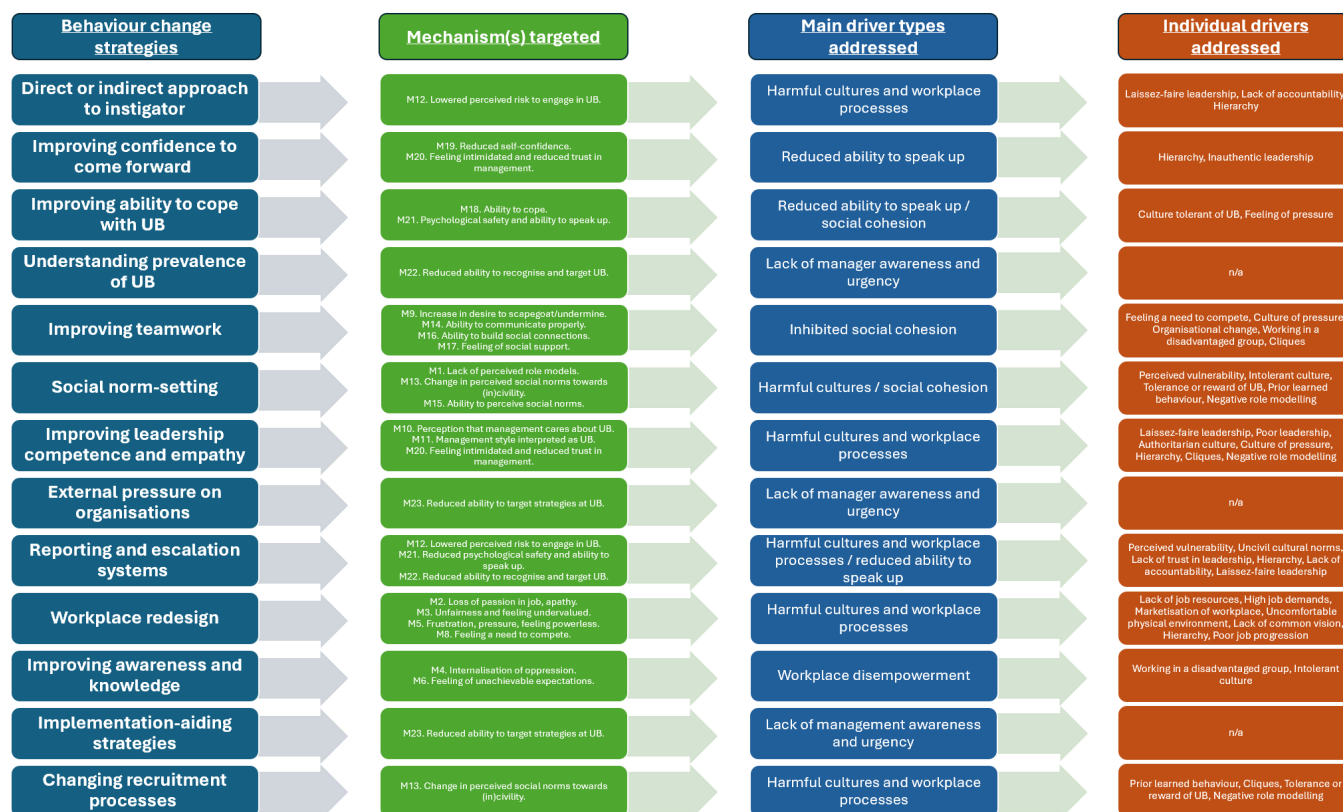 Behaviour change
strategies
Mechanism(s) targeted
Main driver types
addressed
Individual drivers
addressed
Direct or indirect approach
to instigator
M12. Lowered perceived risk to engage in UB.
Harmful cultures and workplace
processes
Laissez-faire leadership, Lack of accountability
Hierarchy
Improving confidence to
come forward
M19. Reduced self-confidence.
M20. Feeling intimidated and reduced trust in
management.
Reduced ability to speak up
Hierarchy, Inauthentic leadership
Improving ability to cope
with UB
M18. Ability to cope.
M21. Psychological safety and ability to speak up.
Reduced ability to speak up /
social cohesion
Culture tolerant of UB, Feeling of pressure
Understanding prevalence
of UB
M22. Reduced ability to recognise and target UB.
Lack of manager awareness and
urgency
n/a
Improving teamwork
M9. Increase in desire to scapegoat/undermine.
M14. Ability to communicate properly.
M16. Ability to build social connections.
M17. Feeling of social support.
Inhibited social cohesion
Feeling a need to compete, Culture of pressure
Organisational change, Working in a
disadvantaged group, Cliques
Social norm-setting
M1. Lack of perceived role models.
M13. Change in perceived social norms towards
(in)civility.
M15. Ability to perceive social norms.
Harmful cultures / social cohesion
Perceived vulnerability, Intolerant culture,
Tolerance or reward of UB, Prior learned
behaviour, Negative role modelling
Improving leadership
competence and empathy
M10. Perception that management cares about UB.
M11. Management style interpreted as UB.
M20. Feeling intimidated and reduced trust in
management.
Harmful cultures and workplace
processes
Laissez-faire leadership, Poor leadership,
Authoritarian culture, Culture of pressure,
Hierarchy, Cliques, Negative role modelling
External pressure on
organisations
M23. Reduced ability to target strategies at UB.
Lack of manager awareness and
urgency
n/a
Reporting and escalation
systems
M12. Lowered perceived risk to engage in UB.
M21. Reduced psychological safety and ability to
speak up.
M22. Reduced ability to recognise and target UB.
Harmful cultures and workplace
processes / reduced ability to
speak up
Perceived vulnerability, Uncivil cultural norms,
Lack of trust in leadership, Hierarchy, Lack of
accountability, Laissez-faire leadership
Workplace redesign
M2. Loss of passion in job, apathy.
M3. Unfairness and feeling undervalued.
M5. Frustration, pressure, feeling powerless.
M8. Feeling a need to compete.
Harmful cultures and workplace
processes
Lack of job resources, High job demands,
Marketisation of workplace, Uncomfortable
physical environment, Lack of common vision,
Hierarchy, Poor job progression
Improving awareness and
knowledge
M4. Internalisation of oppression.
M6. Feeling of unachievable expectations.
Workplace disempowerment
Working in a disadvantaged group, Intolerant
culture
Implementation-aiding
strategies
M23. Reduced ability to target strategies at UB.
Lack of management awareness
and urgency
n/a
Changing recruitment
processes
M13. Change in perceived social norms towards
(in)civility.
Harmful cultures and workplace
processes
Prior learned behaviour, Cliques, Tolerance or
reward of UB, Negative role modelling